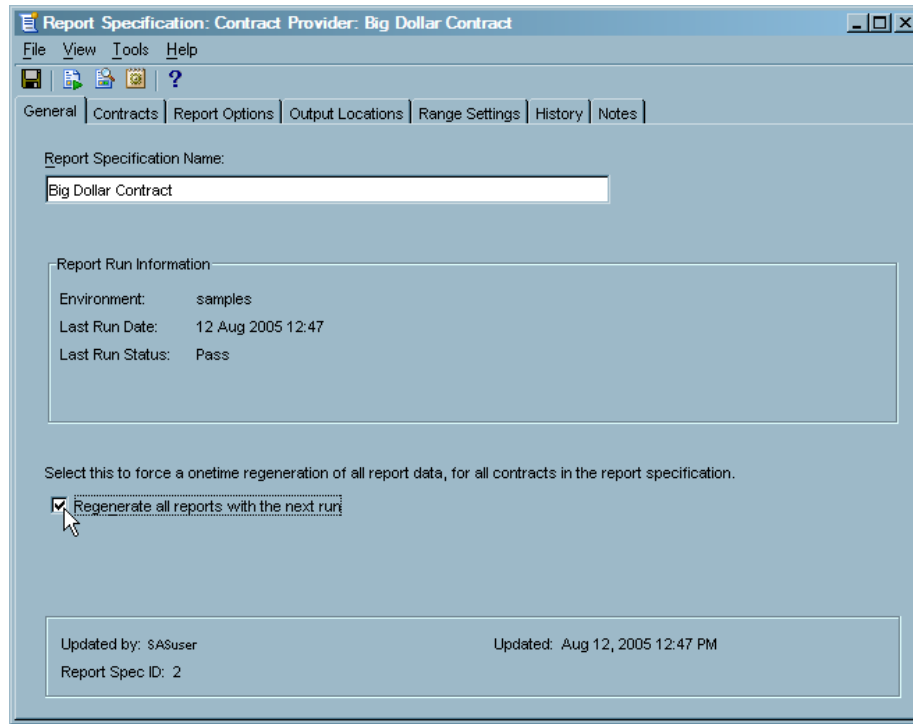 Report Specification: Contract Provider: Big Dollar Contract
File View Tools Help
?
General Contracts Report Options Output Locations Range Settings History Notes
Report Specification Name:
Big Dollar Contract
Report Run Information
Environment: samples
Last Run Date: 12 Aug 2005 12:47
Last Run Status: Pass
Select this to force a onetime regeneration of all report data, for all contracts in the report specification.
Regenerate all reports with the next run
Updated by: SASuser Updated: Aug 12, 2005 12:47 PM
Report Spec ID: 2